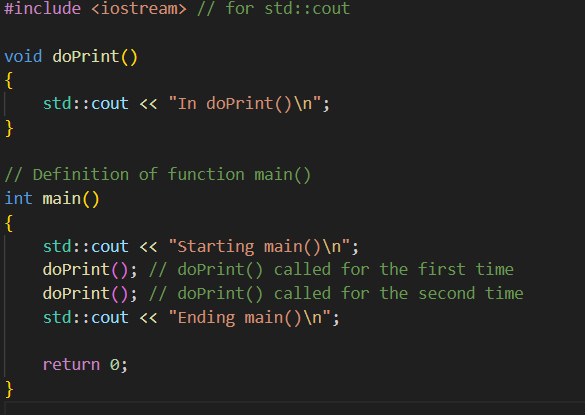 #include <iostream> // for std::cout
void doPrint()
{
    std::cout << "In doPrint()\n";
}
// Definition of function main()
int main()
{
    std::cout << "Starting main()\n";
    doPrint(); // doPrint() called for the first time
    doPrint(); // doPrint() called for the second time
    std::cout << "Ending main()\n";
    return 0;
}